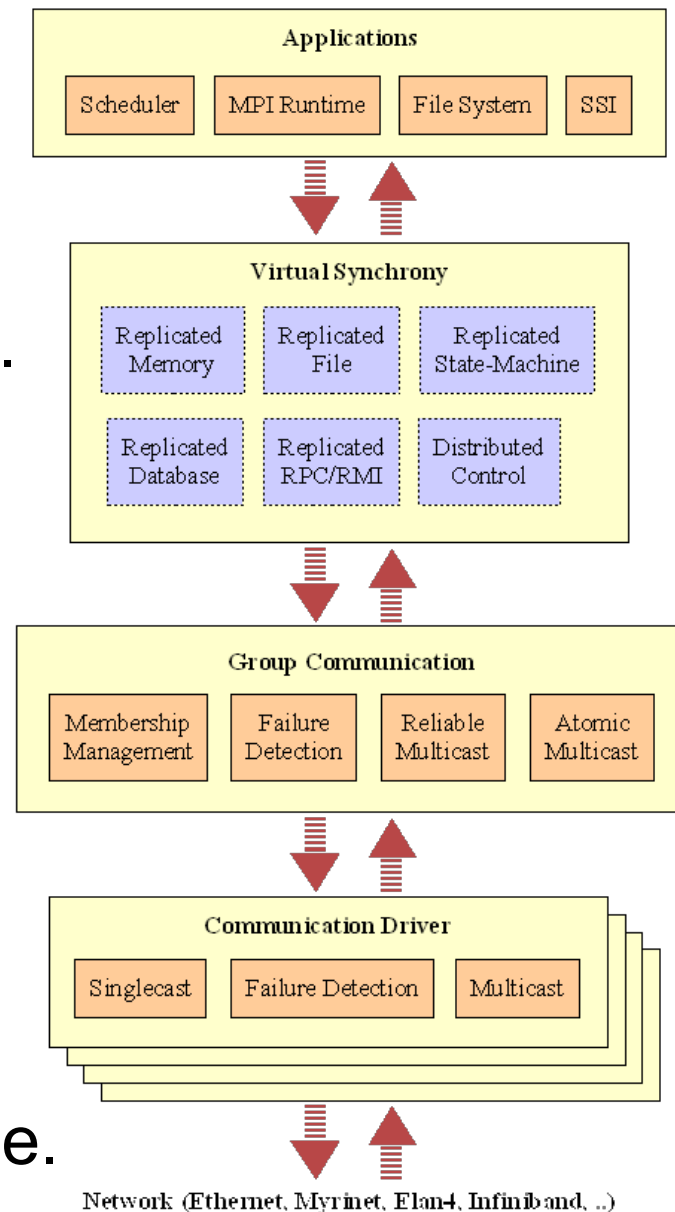 Applications
Scheduler
MPI Runtime
File System
SSI
Virtual Synchrony
Replicated
Memory
Replicated
File
Replicated
State-Machine
.
Replicated
Database
Replicated
RPC/RMI
Distributed
Control
Group Communication
Membership
Management
Failure
Detection
Reliable
Multicast
Atomic
Multicast
Communication Driver
Singlecast
Failure Detection
Multicast
e.
Network (Ethernet, Myrinet, Elan4, Infiniband, ..)